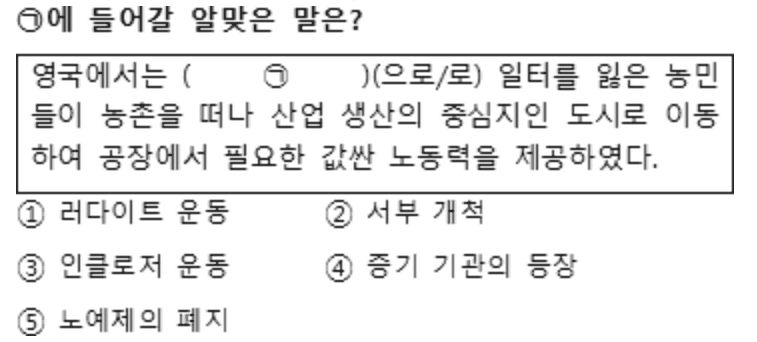 ㉠에 들어갈 알맞은 말은?
영국에서는 ( ㉠ )(으로/로) 일터를 잃은 농민
들이 농촌을 떠나 산업 생산의 중심지인 도시로 이동
하여 공장에서 필요한 값싼 노동력을 제공하였다.
① 러다이트 운동 ② 서부 개척
③ 인클로저 운동 ④ 증기 기관의 등장
⑤ 노예제의 폐지